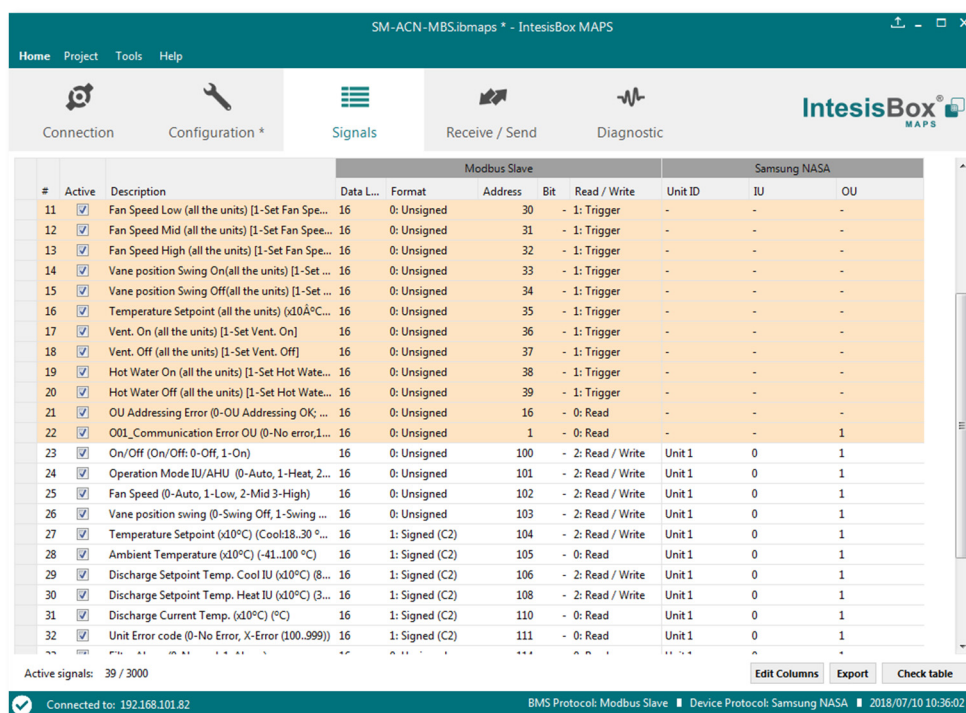 SM-ACN-MBS.ibmaps * - IntesisBox MAPS
Home Project Tools Help
Connection Configuration * Signals Receive / Send Diagnostic
IntesisBox®
MAPS
Modbus Slave Samsung NASA
# Active Description Data L... Format Address Bit Read / Write Unit ID IU OU
11 Fan Speed Low (all the units) [1-Set Fan Spe... 16 0: Unsigned 30 - 1: Trigger - - -
12 Fan Speed Mid (all the units) [1-Set Fan Spee... 16 0: Unsigned 31 - 1: Trigger - - -
13 Fan Speed High (all the units) [1-Set Fan Spe... 16 0: Unsigned 32 - 1: Trigger - - -
14 Vane position Swing On(all the units) [1-Set ... 16 0: Unsigned 33 - 1: Trigger - - -
15 Vane position Swing Off(all the units) [1-Set ... 16 0: Unsigned 34 - 1: Trigger - - -
16 Temperature Setpoint (all the units) (x10ÂºC... 16 0: Unsigned 35 - 1: Trigger - - -
17 Vent. On (all the units) [1-Set Vent. On] 16 0: Unsigned 36 - 1: Trigger - - -
18 Vent. Off (all the units) [1-Set Vent. Off] 16 0: Unsigned 37 - 1: Trigger - - -
19 Hot Water On (all the units) [1-Set Hot Wate... 16 0: Unsigned 38 - 1: Trigger - - -
20 Hot Water Off (all the units) [1-Set Hot Wate... 16 0: Unsigned 39 - 1: Trigger - - -
21 OU Addressing Error (0-OU Addressing OK; ... 16 0: Unsigned 16 - 0: Read - - -
22 O01_Communication Error OU (0-No error,1... 16 0: Unsigned 1 - 0: Read - - 1
23 On/Off (On/Off: 0-Off, 1-On) 16 0: Unsigned 100 - 2: Read / Write Unit 1 0 1
24 Operation Mode IU/AHU (0-Auto, 1-Heat, 2... 16 0: Unsigned 101 - 2: Read / Write Unit 1 0 1
25 Fan Speed (0-Auto, 1-Low, 2-Mid 3-High) 16 0: Unsigned 102 - 2: Read / Write Unit 1 0 1
26 Vane position swing (0-Swing Off, 1-Swing ... 16 0: Unsigned 103 - 2: Read / Write Unit 1 0 1
27 Temperature Setpoint (x10ºC) (Cool:18..30 º... 16 1: Signed (C2) 104 - 2: Read / Write Unit 1 0 1
28 Ambient Temperature (x10ºC) (-41..100 ºC) 16 1: Signed (C2) 105 - 0: Read Unit 1 0 1
29 Discharge Setpoint Temp. Cool IU (x10ºC) (8... 16 1: Signed (C2) 106 - 2: Read / Write Unit 1 0 1
30 Discharge Setpoint Temp. Heat IU (x10ºC) (3... 16 1: Signed (C2) 108 - 2: Read / Write Unit 1 0 1
31 Discharge Current Temp. (x10ºC) (ºC) 16 1: Signed (C2) 110 - 0: Read Unit 1 0 1
32 Unit Error code (0-No Error, X-Error (100..999)) 16 1: Signed (C2) 111 - 0: Read Unit 1 0 1
Active signals: 39 / 3000 Edit Columns Export Check table
Connected to: 192.168.101.82 BMS Protocol: Modbus Slave Device Protocol: Samsung NASA 2018/07/10 10:36:02